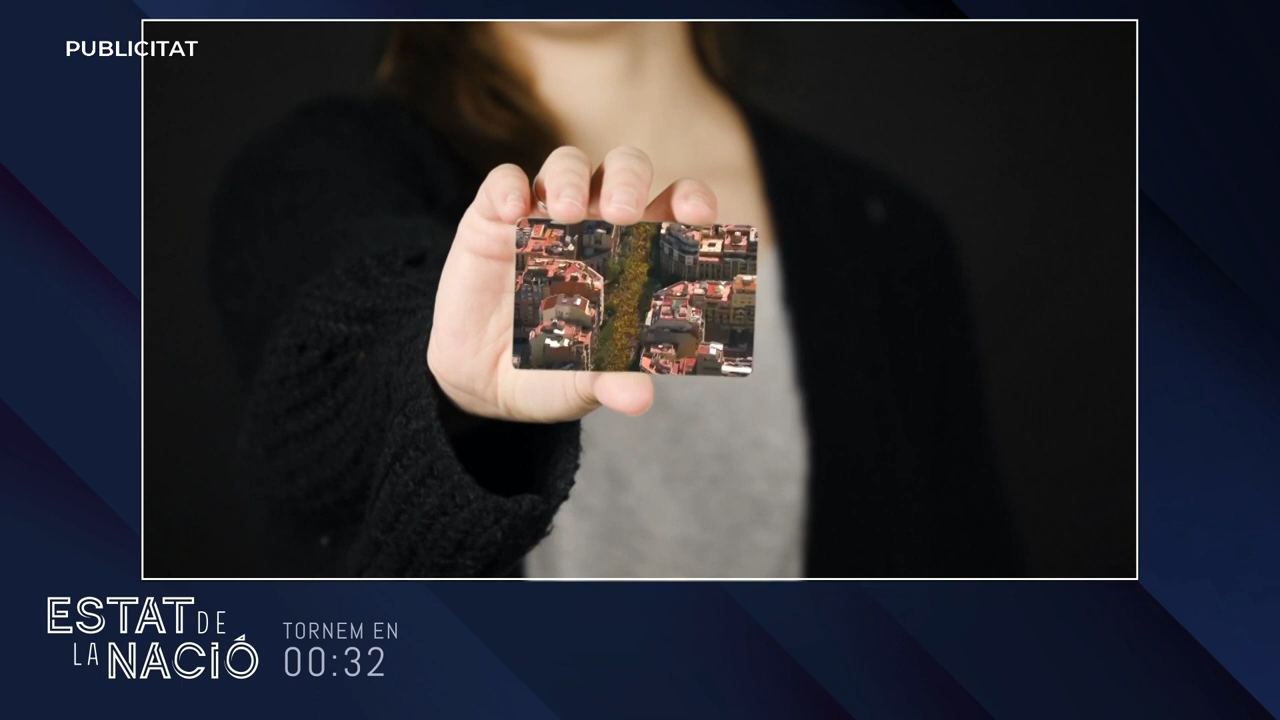 PUBLICITAT
ESTAT DE
LA NACIÓ
TORNEM EN
00:32